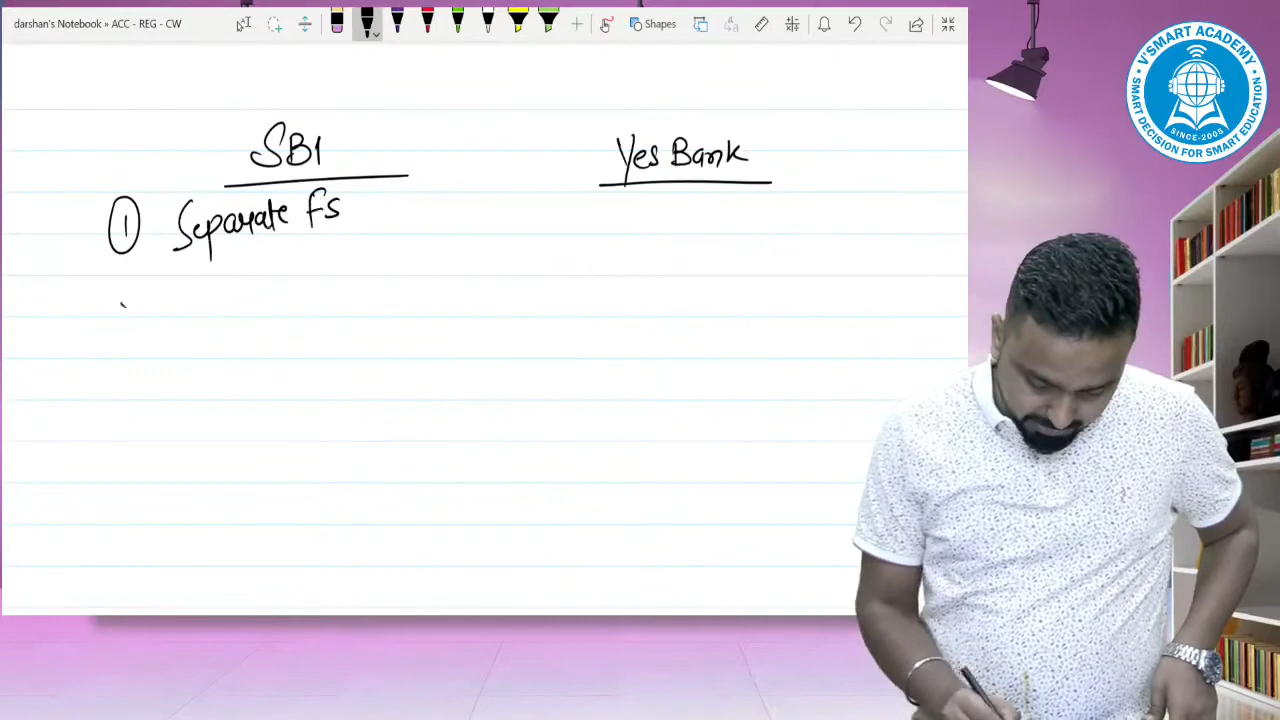 darshan's Notebook » ACC - REG - CW
Shapes
V'SMART ACADEMY
SINCE-2005
SMART DECISION FOR SMART EDUCATION
SBI
Yes Bank
① Separate FS